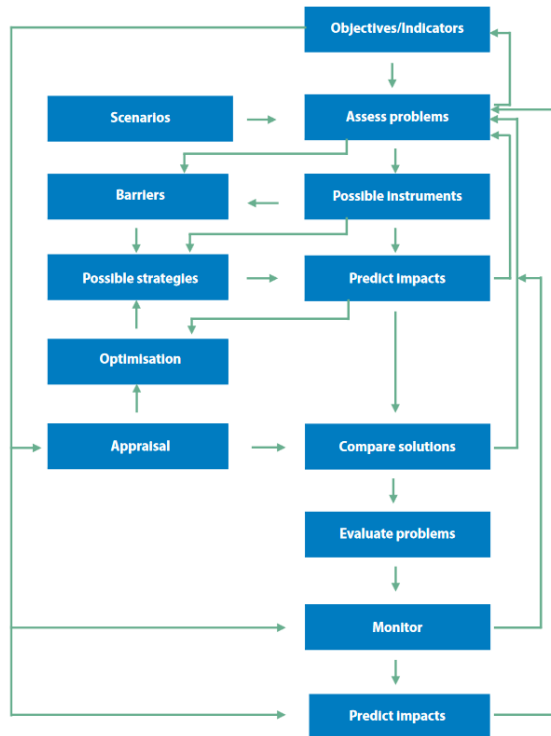 Objectives/Indicators
Scenarios
Assess problems
Barriers
Possible instruments
Possible strategies
Predict impacts
Optimisation
Appraisal
Compare solutions
Evaluate problems
Monitor
Predict impacts